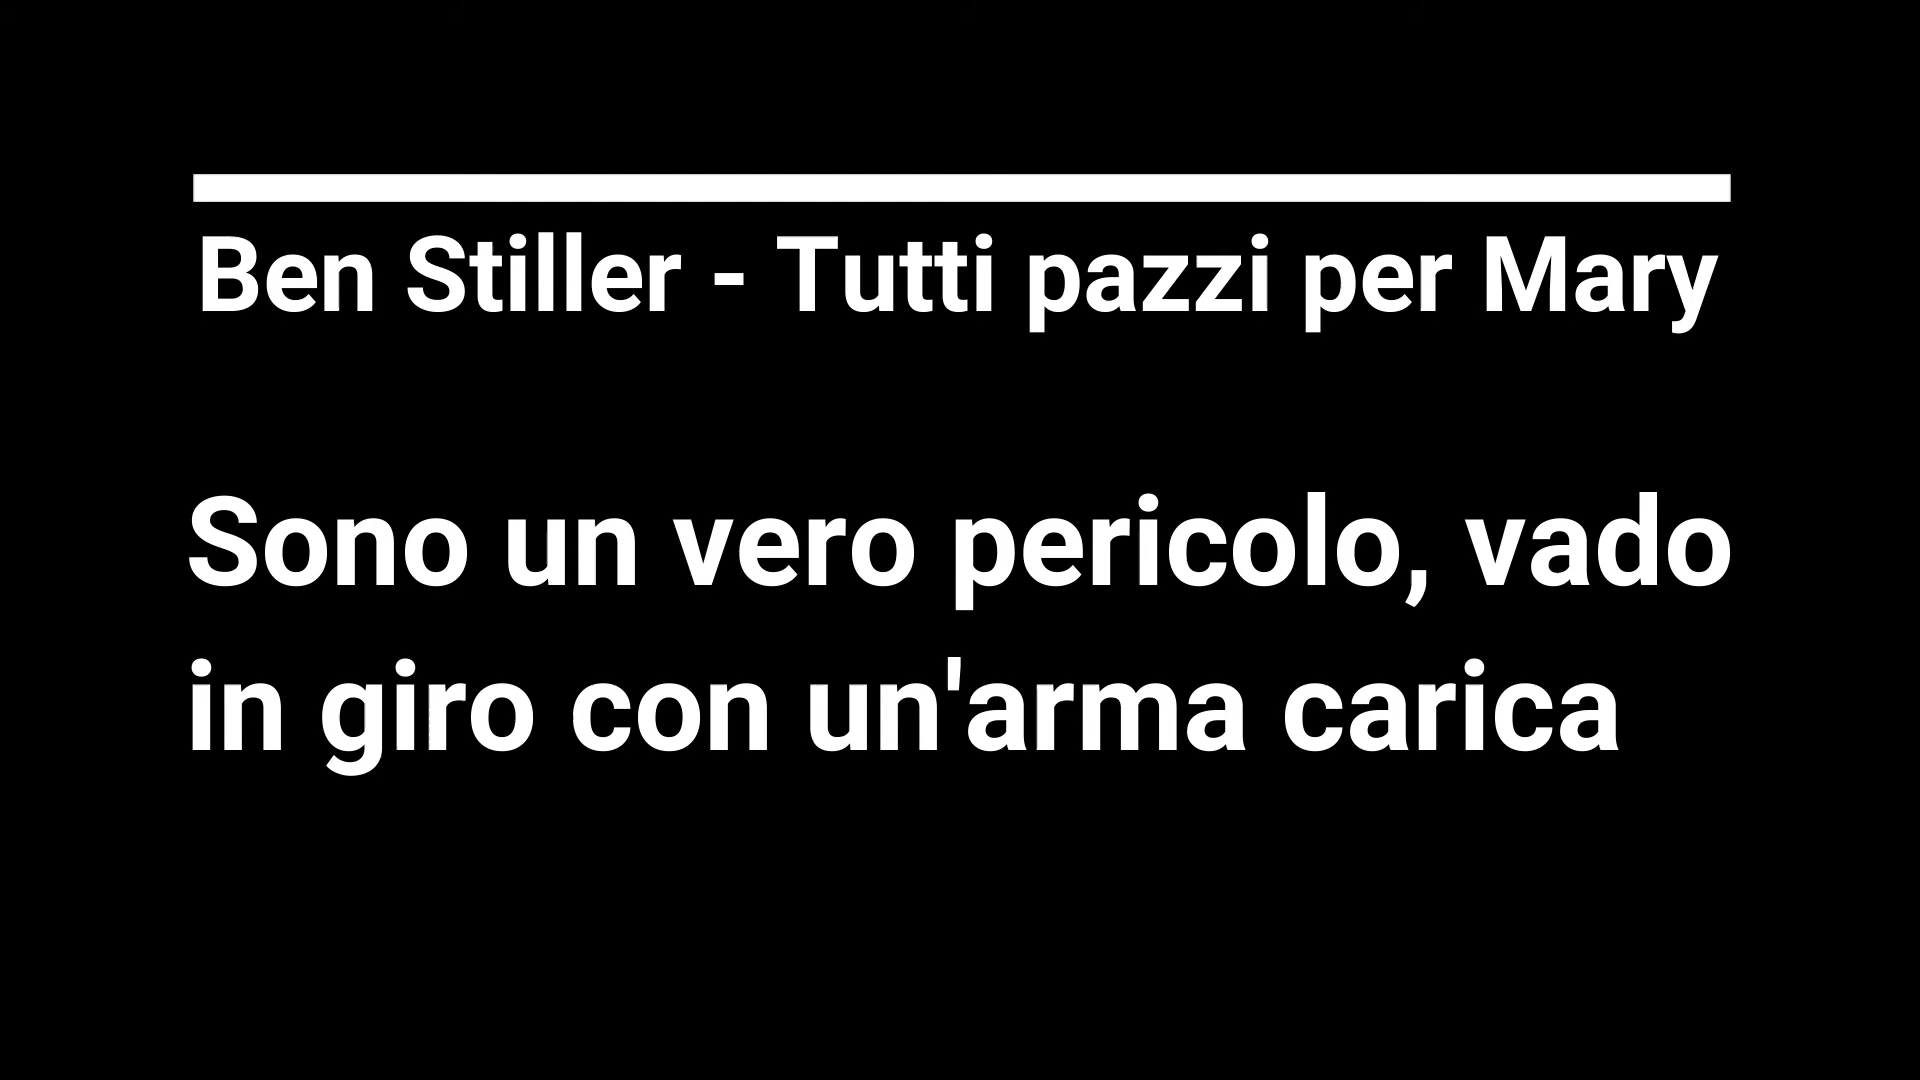 Ben Stiller - Tutti pazzi per Mary
Sono un vero pericolo, vado
in giro con un'arma carica